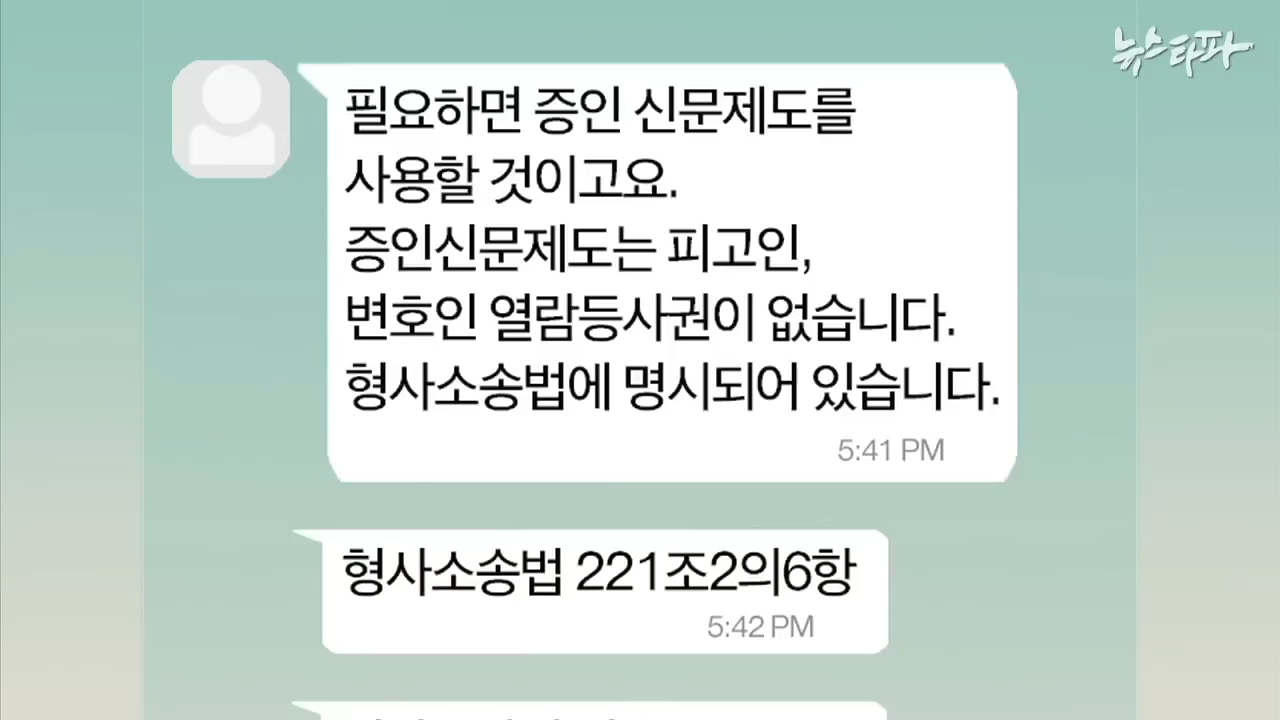 뉴스타파
필요하면 증인 신문제도를
사용할 것이고요.
증인신문제도는 피고인,
변호인 열람등사권이 없습니다.
형사소송법에 명시되어 있습니다.
5:41 PM
형사소송법 221조2의6항
5:42 PM